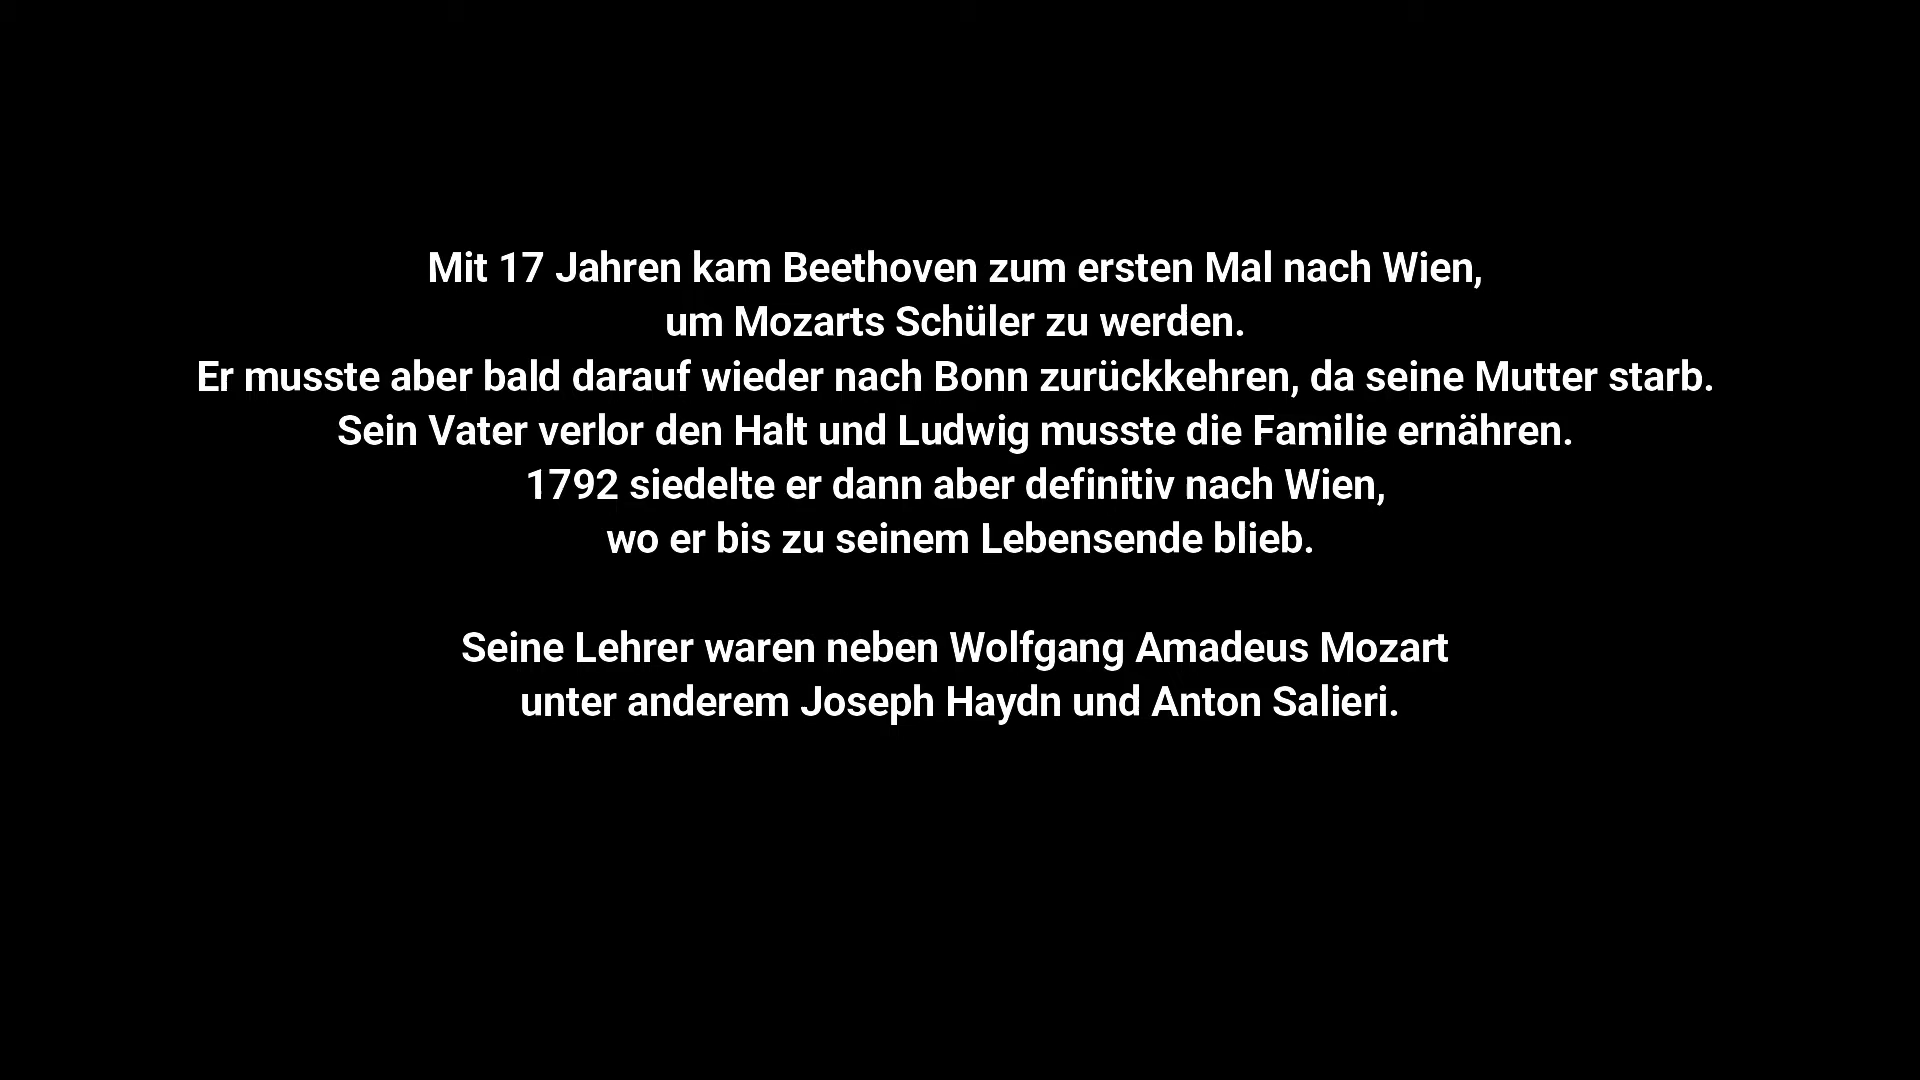 Mit 17 Jahren kam Beethoven zum ersten Mal nach Wien,
um Mozarts Schüler zu werden.
Er musste aber bald darauf wieder nach Bonn zurückkehren, da seine Mutter starb.
Sein Vater verlor den Halt und Ludwig musste die Familie ernähren.
1792 siedelte er dann aber definitiv nach Wien,
wo er bis zu seinem Lebensende blieb.
Seine Lehrer waren neben Wolfgang Amadeus Mozart
unter anderem Joseph Haydn und Anton Salieri.